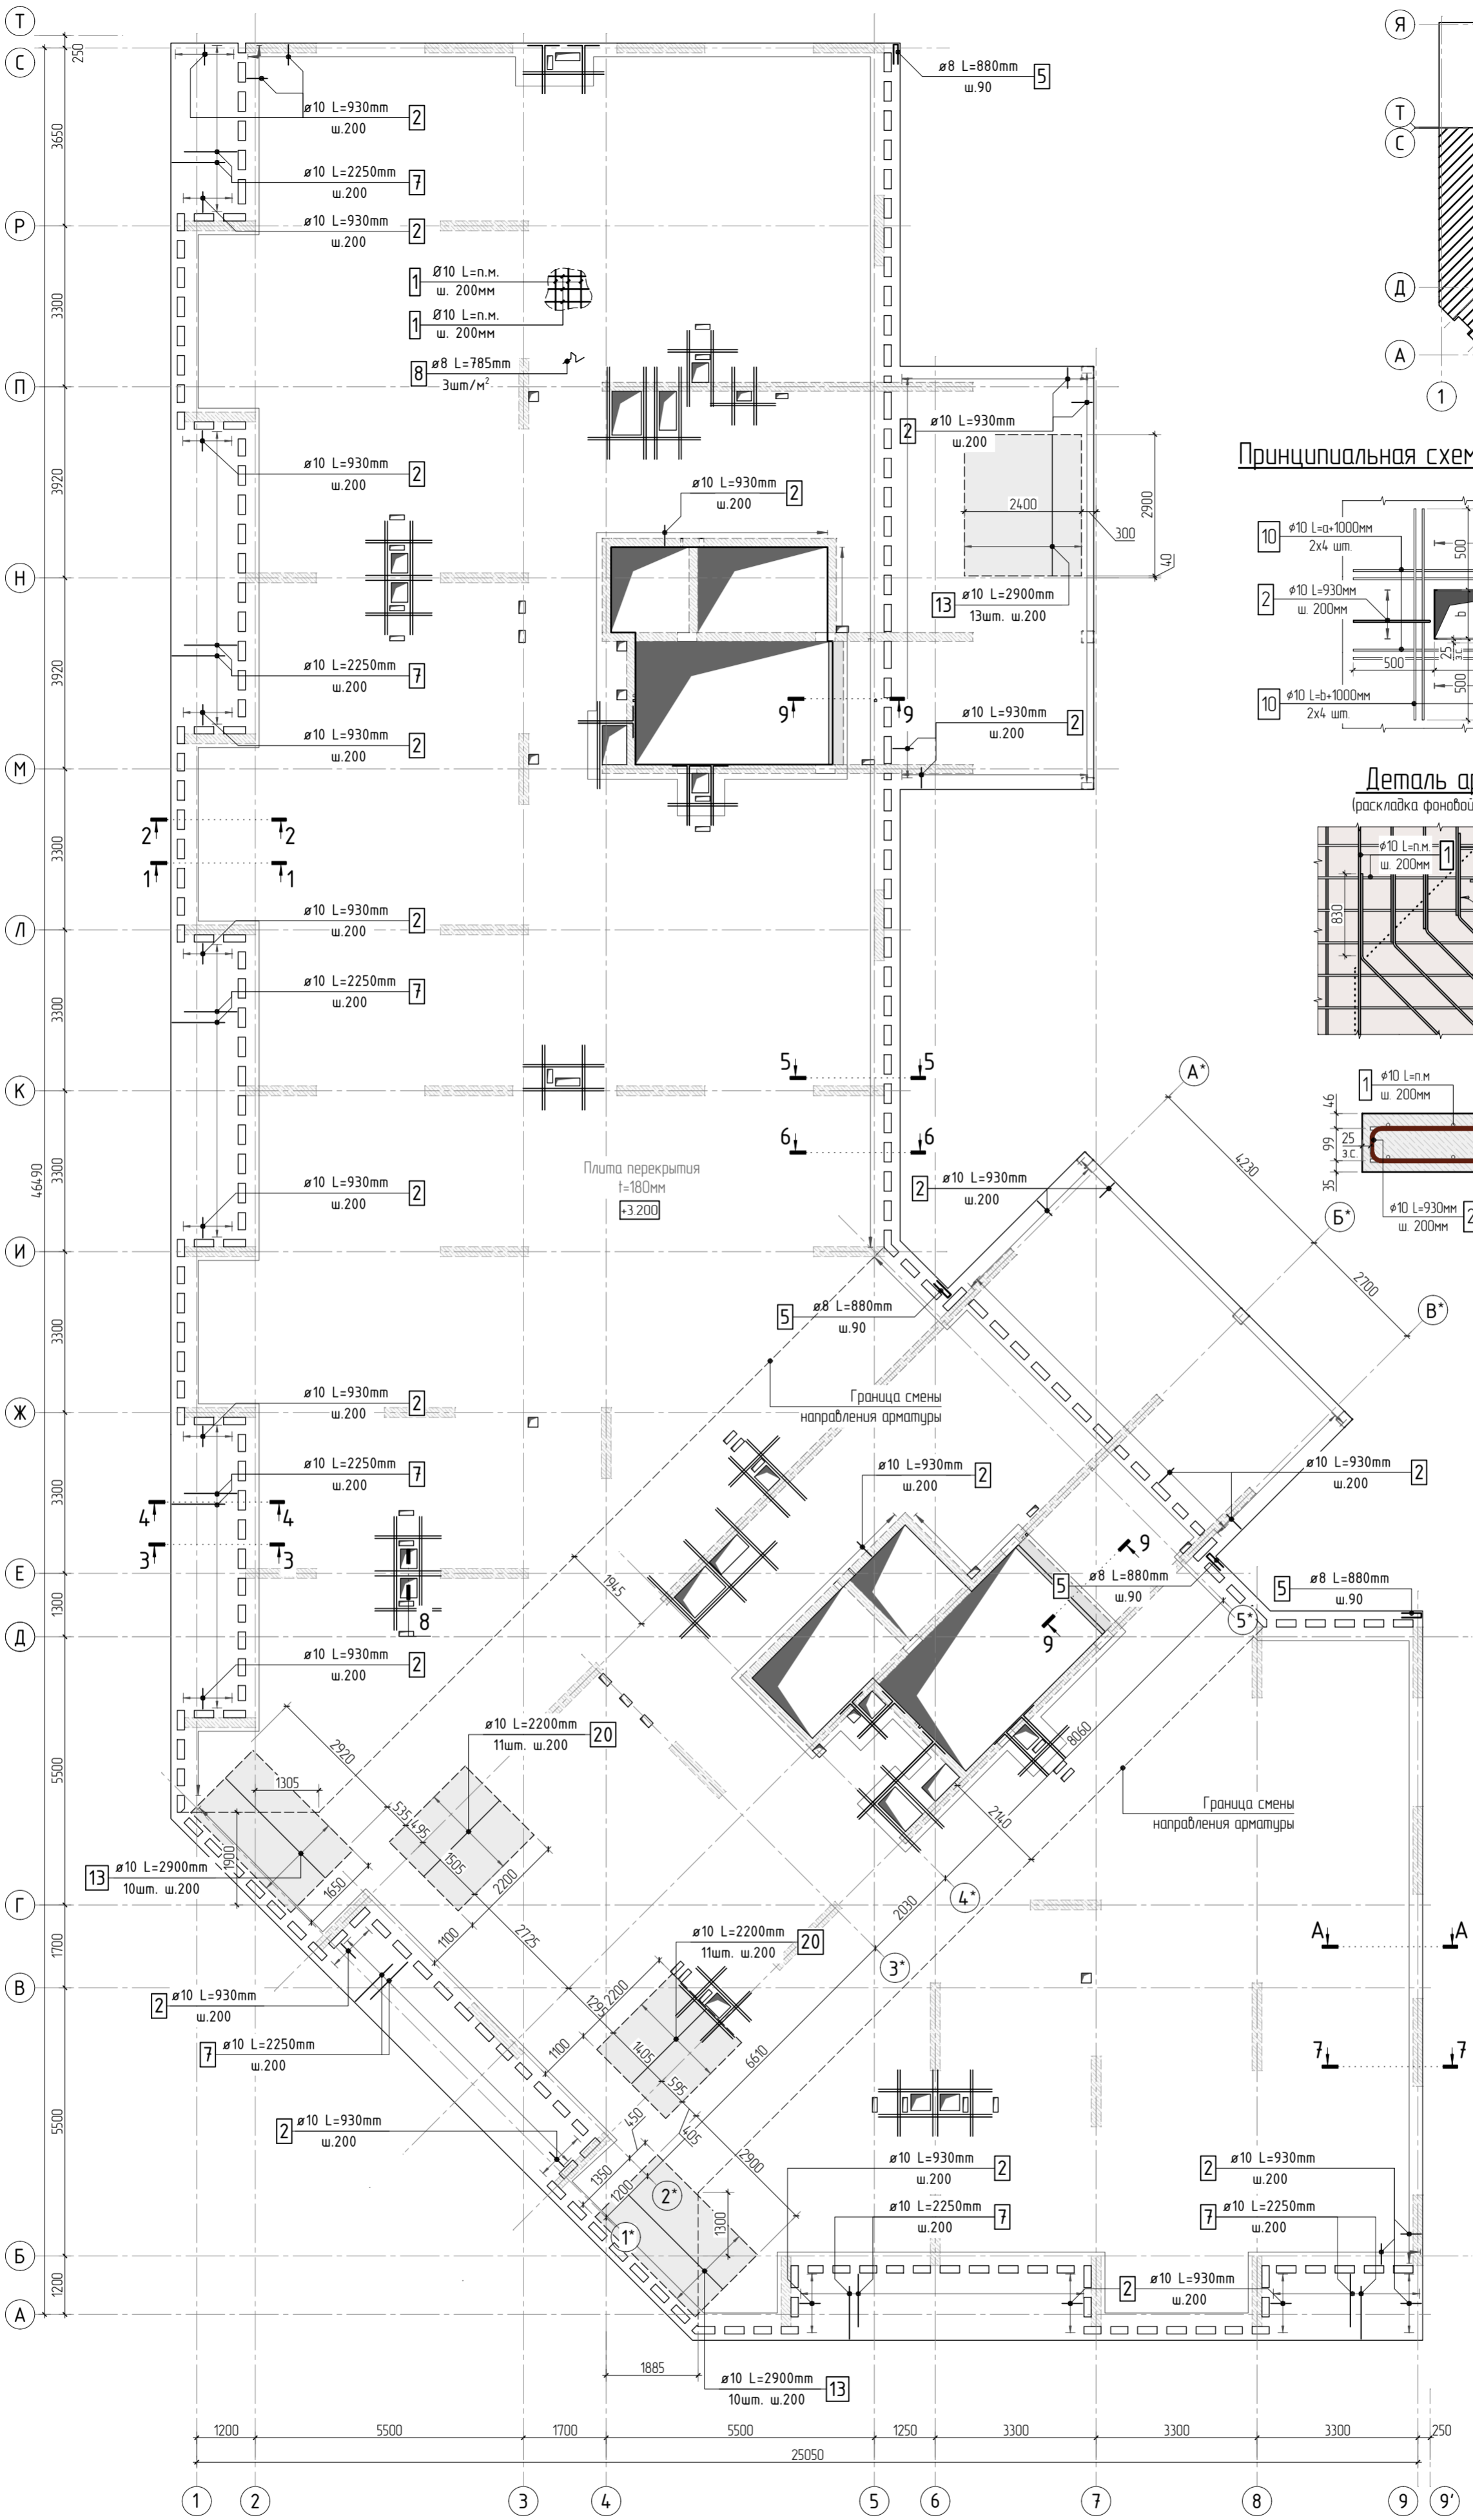 Т
С
250
ø8 L=880mm
ш.90
5
ø10 L=930mm
ш.200
2
3650
ø10 L=2250mm
ш.200
7
Р
ø10 L=930mm
ш.200
2
1
Ø10 L=п.м.
ш. 200мм
1
Ø10 L=п.м.
ш. 200мм
3300
8
ø8 L=785mm
3шт/м²
П
2
ø10 L=930mm
ш.200
ø10 L=930mm
ш.200
2
3920
ø10 L=930mm
ш.200
2
2400
2900
300
40
Н
13
ø10 L=2900mm
13шт. ш.200
ø10 L=2250mm
ш.200
7
3920
9
9
ø10 L=930mm
ш.200
2
ø10 L=930mm
ш.200
2
М
2
2
1
1
3300
ø10 L=930mm
ш.200
2
Л
ø10 L=2250mm
ш.200
7
3300
К
5
5
6
6
А*
4230
46490
3300
Плита перекрытия
t=180мм
+3.200
ø10 L=930mm
ш.200
2
2
ø10 L=930mm
ш.200
Б*
И
2700
В*
5
ø8 L=880mm
ш.90
3300
Граница смены
направления арматуры
ø10 L=930mm
ш.200
2
Ж
ø10 L=2250mm
ш.200
7
ø10 L=930mm
ш.200
2
ø10 L=930mm
ш.200
2
3300
4
4
3
3
9
9
Е
1945
5
ø8 L=880mm
ш.90
5
ø8 L=880mm
ш.90
1300
8
5*
Д
ø10 L=930mm
ш.200
2
ø10 L=2200mm
11шт. ш.200
20
8060
2920
5500
1305
535
495
1505
2200
1900
2140
Граница смены
направления арматуры
13
ø10 L=2900mm
10шт. ш.200
1650
1100
2725
Г
4*
2030
3*
ø10 L=2200mm
11шт. ш.200
20
1700
А
А
В
2
ø10 L=930mm
ш.200
7
ø10 L=2250mm
ш.200
1295
2200
1100
1405
595
6610
7
7
5500
2
ø10 L=930mm
ш.200
450
405
2900
1350
1200
2*
1*
1300
ø10 L=930mm
ш.200
2
ø10 L=2250mm
ш.200
7
2
ø10 L=930mm
ш.200
7
ø10 L=2250mm
ш.200
2
ø10 L=930mm
ш.200
Б
1200
А
1885
ø10 L=2900mm
10шт. ш.200
13
1200
5500
1700
5500
1250
3300
3300
3300
250
25050
1
2
3
4
5
6
7
8
9
9'
Я
Т
С
Д
А
1
10
ø10 L=a+1000мм
2х4 шт.
2
ø10 L=930мм
ш. 200мм
500
b
25
з.с.
500
500
10
ø10 L=b+1000мм
2х4 шт.
ø10 L=п.м.
ш. 200мм
1
830
1
ø10 L=п.м
ш. 200мм
46
99
35
25
з.с.
ø10 L=930мм
ш. 200мм